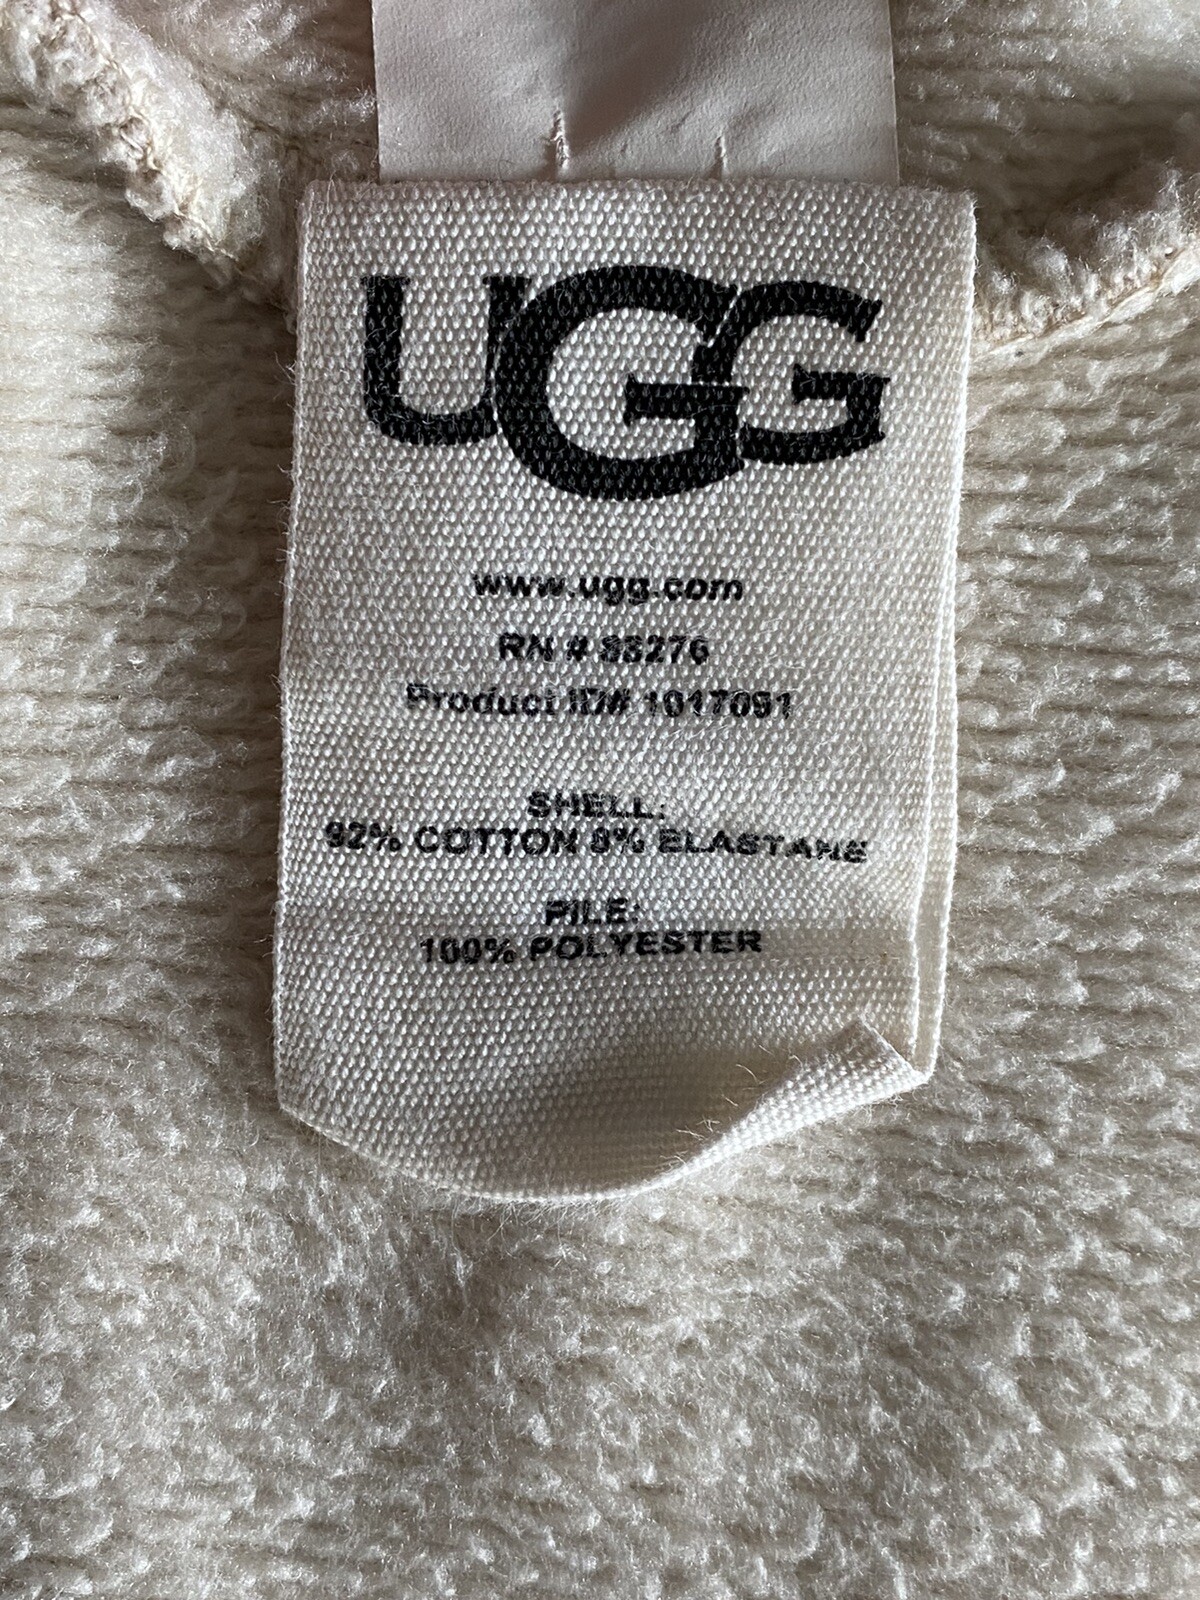 UGG
www.ugg.com
RN # 88276
Product ID# 1017091
SHELL:
92% COTTON 8% ELASTANE
PILE:
100% POLYESTER